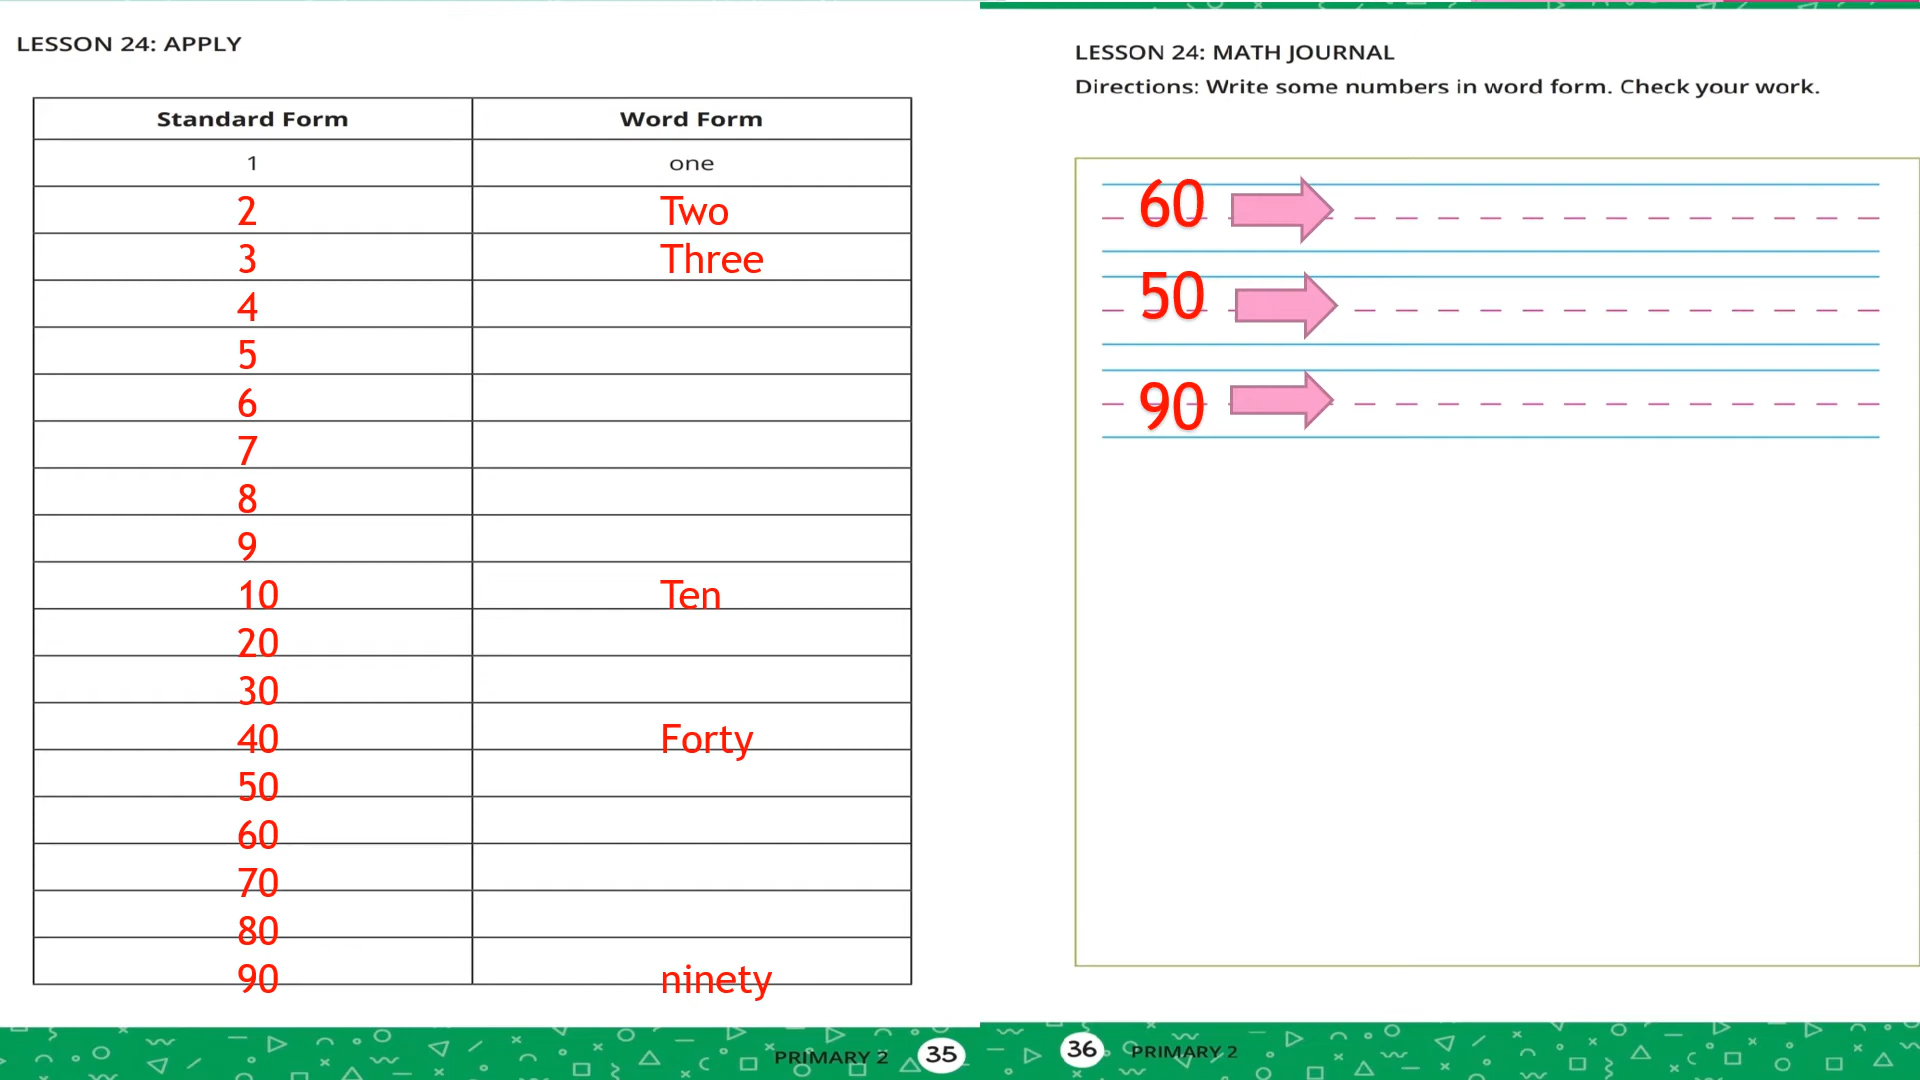 LESSON 24: APPLY
Standard Form Word Form
1 one
2 Two
3 Three
4
5
6
7
8
9
10 Ten
20
30
40 Forty
50
60
70
80
90 ninety
PRIMARY 2 35
LESSON 24: MATH JOURNAL
Directions: Write some numbers in word form. Check your work.
60
50
90
36 PRIMARY 2